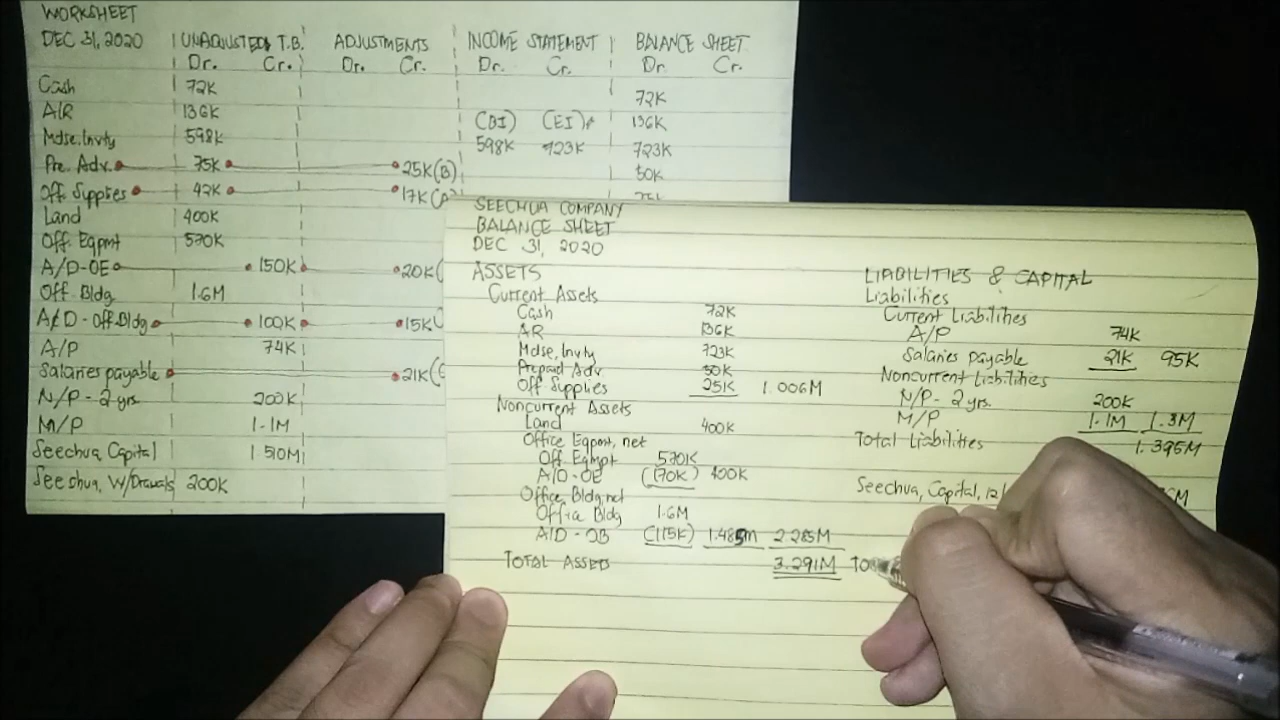 WORKSHEET
DEC 31, 2020 UNADJUSTED T.B. ADJUSTMENTS INCOME STATEMENT BALANCE SHEET
Dr. Cr. Dr. Cr. Dr. Cr. Dr. Cr.
Cash 72K 72K
A/R 136K (BI) (EI) 136K
Mdse. Invty 598K 598K 723K 723K
Pre. Adv. 75K 25K (B) 50K
Off Supplies 42K 17K
Land 400K
Off. Eqpmt 570K
A/D-OE 150K 20K
Off. Bldg 1.6M
A/D - Off. Bldg 100K 15K
A/P 74K
Salaries payable 21K
N/P - 2 yrs. 200K
M/P 1.1M
Seechua, Capital 1.510M
Seechua, W/Drawals 200K
SEECHUA COMPANY
BALANCE SHEET
DEC 31, 2020
ASSETS
Current Assets
Cash 72K
AR 136K
Mdse, Invty 723K
Prepaid Adv. 50K
Off Supplies 25K 1.006M
Noncurrent Assets
Land 400K
Office Eqpmt, net
Off Eqmpt 570K
A/D-OE (170K) 400K
Office Bldg, net
Office Bldg 1.6M
A/D - OB (115K) 1.485M 2.285M
TOTAL ASSETS 3.291M
LIABILITIES & CAPITAL
Liabilities
Current Liabilities
A/P 74K
Salaries payable 21K 95K
Noncurrent Liabilities
N/P - 2 yrs. 200K
M/P 1.1M 1.3M
Total Liabilities 1.395M
Seechua, Capital, 12/